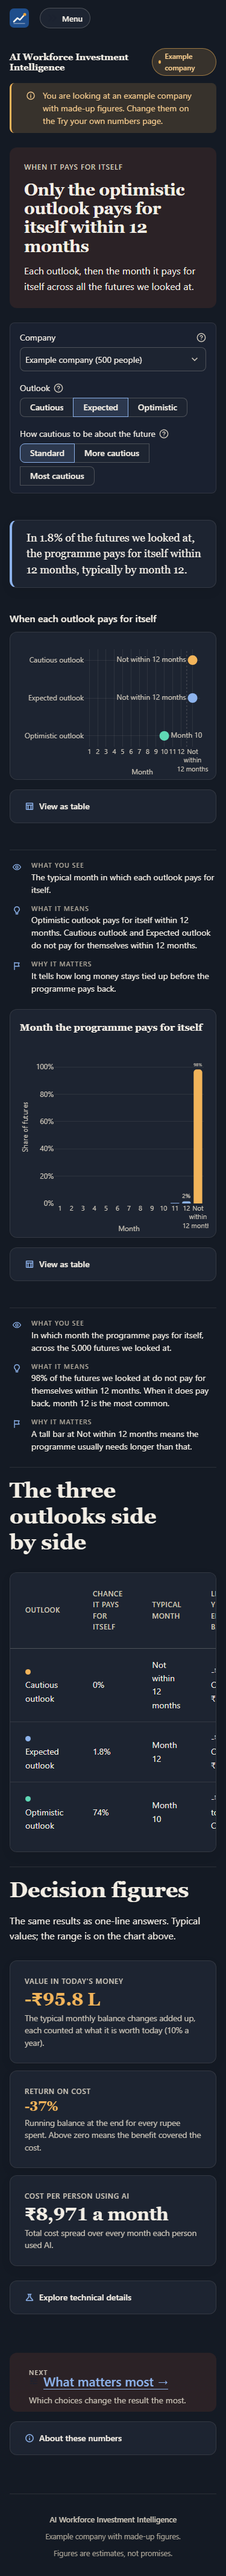 Menu
AI Workforce Investment
Intelligence
Example
company
You are looking at an example company
with made-up figures. Change them on
the Try your own numbers page.
WHEN IT PAYS FOR ITSELF
Only the optimistic
outlook pays for
itself within 12
months
Each outlook, then the month it pays for
itself across all the futures we looked at.
Company
Example company (500 people)
Outlook
Cautious Expected Optimistic
How cautious to be about the future
Standard More cautious
Most cautious
In 1.8% of the futures we looked at,
the programme pays for itself within
12 months, typically by month 12.
When each outlook pays for itself
Cautious outlook Not within 12 months
Expected outlook Not within 12 months
Optimistic outlook Month 10
1 2 3 4 5 6 7 8 9 10 11 12 Not
within
12 months
Month
View as table
WHAT YOU SEE
The typical month in which each outlook pays for
itself.
WHAT IT MEANS
Optimistic outlook pays for itself within 12
months. Cautious outlook and Expected outlook
do not pay for themselves within 12 months.
WHY IT MATTERS
It tells how long money stays tied up before the
programme pays back.
Month the programme pays for itself
98%
100%
80%
60%
40%
20%
0%
Share of futures
2%
1 2 3 4 5 6 7 8 9 10 11 12 Not
within
12 month
Month
View as table
WHAT YOU SEE
In which month the programme pays for itself,
across the 5,000 futures we looked at.
WHAT IT MEANS
98% of the futures we looked at do not pay for
themselves within 12 months. When it does pay
back, month 12 is the most common.
WHY IT MATTERS
A tall bar at Not within 12 months means the
programme usually needs longer than that.
The three
outlooks side
by side
OUTLOOK
CHANCE
IT PAYS
FOR
ITSELF
TYPICAL
MONTH
Cautious
outlook
0%
Not
within
12
months
Expected
outlook
1.8%
Month
12
Optimistic
outlook
74%
Month
10
to
Decision figures
The same results as one-line answers. Typical
values; the range is on the chart above.
VALUE IN TODAY'S MONEY
-₹95.8 L
The typical monthly balance changes added up,
each counted at what it is worth today (10% a
year).
RETURN ON COST
-37%
Running balance at the end for every rupee
spent. Above zero means the benefit covered the
cost.
COST PER PERSON USING AI
₹8,971 a month
Total cost spread over every month each person
used AI.
Explore technical details
NEXT
What matters most →
Which choices change the result the most.
About these numbers
AI Workforce Investment Intelligence
Example company with made-up figures.
Figures are estimates, not promises.